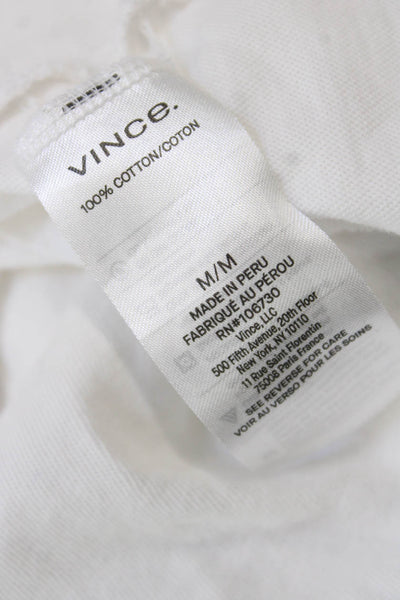 VINCE.
100% COTTON/COTON
M/M
MADE IN PERU
FABRIQUÉ AU PÉROU
RN#106730
Vince, LLC
500 Fifth Avenue, 20th Floor
New York, NY 10110
11 Rue Saint Florentin
75008 Paris France
SEE REVERSE FOR CARE
VOIR AU VERSO POUR LES SOINS